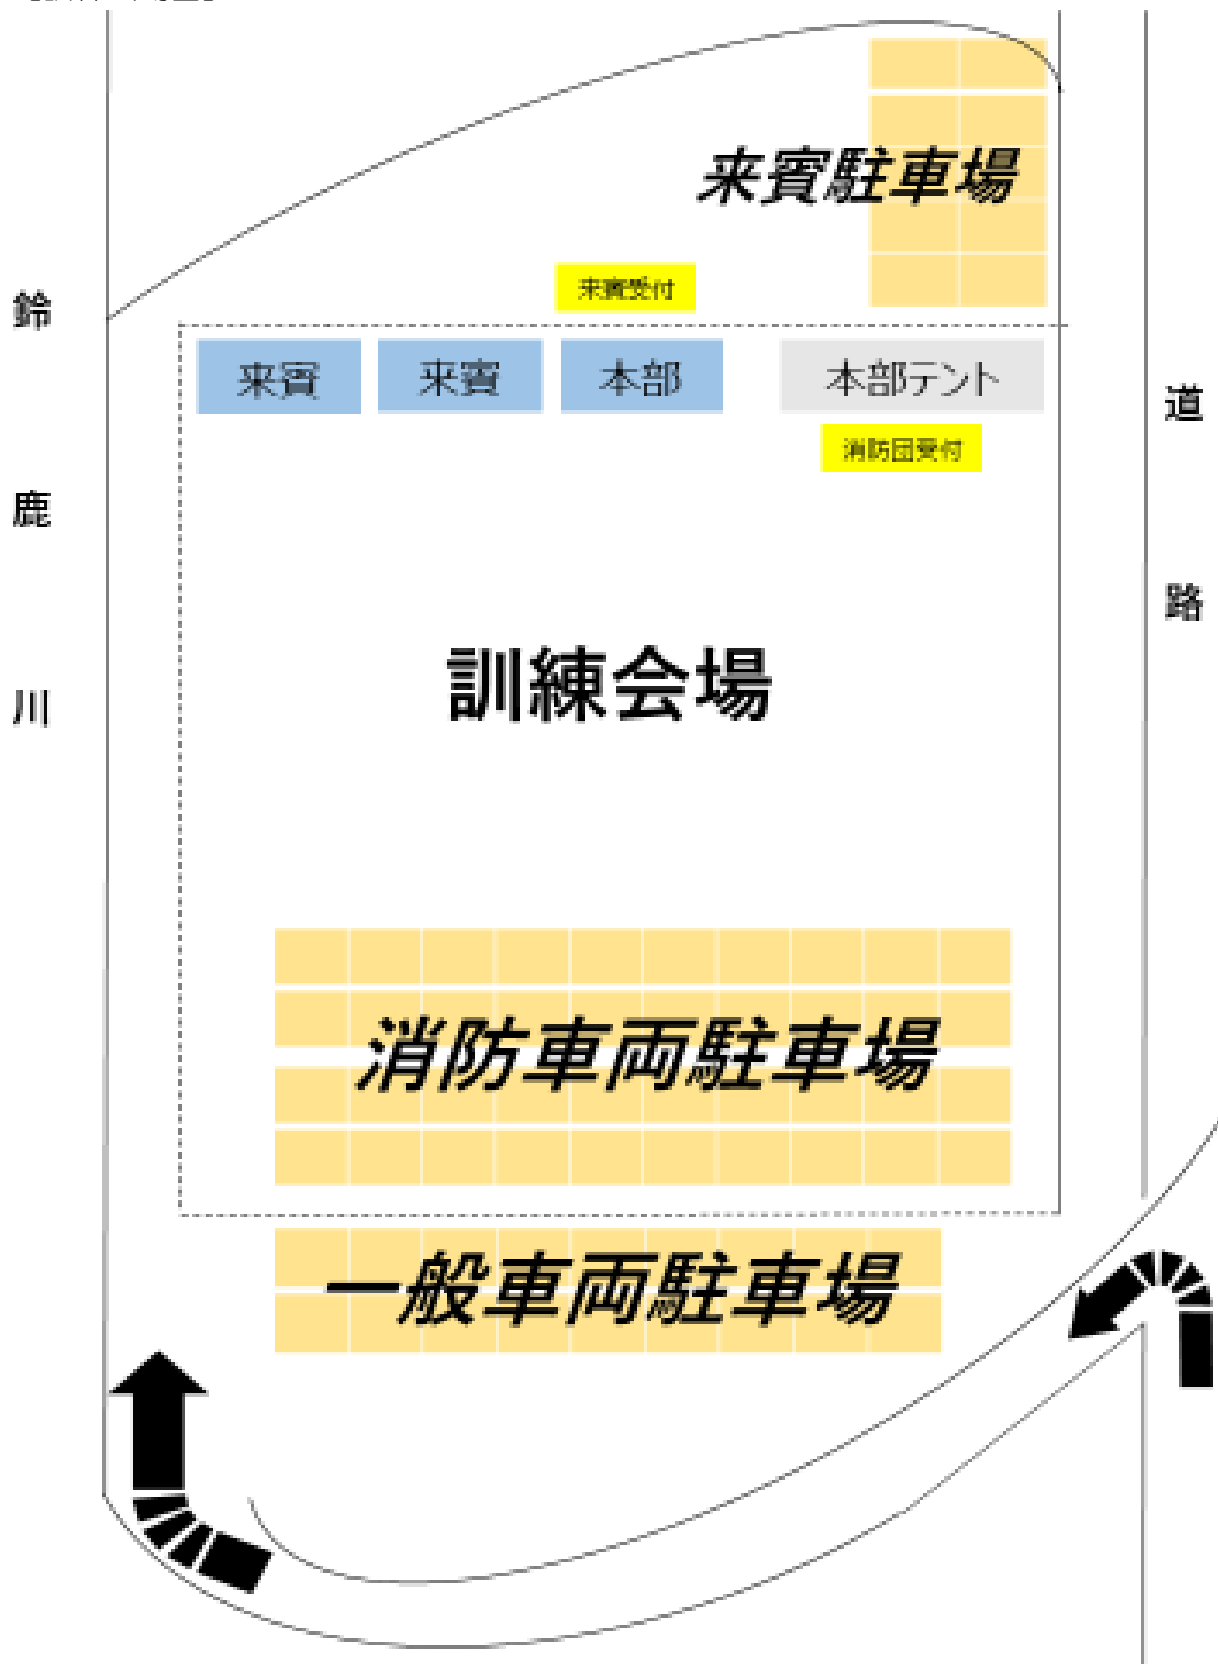 来賓駐車場
来賓受付
来賓
来賓
本部
本部テント
消防団受付
鈴鹿川
道路
訓練会場
消防車両駐車場
一般車両駐車場